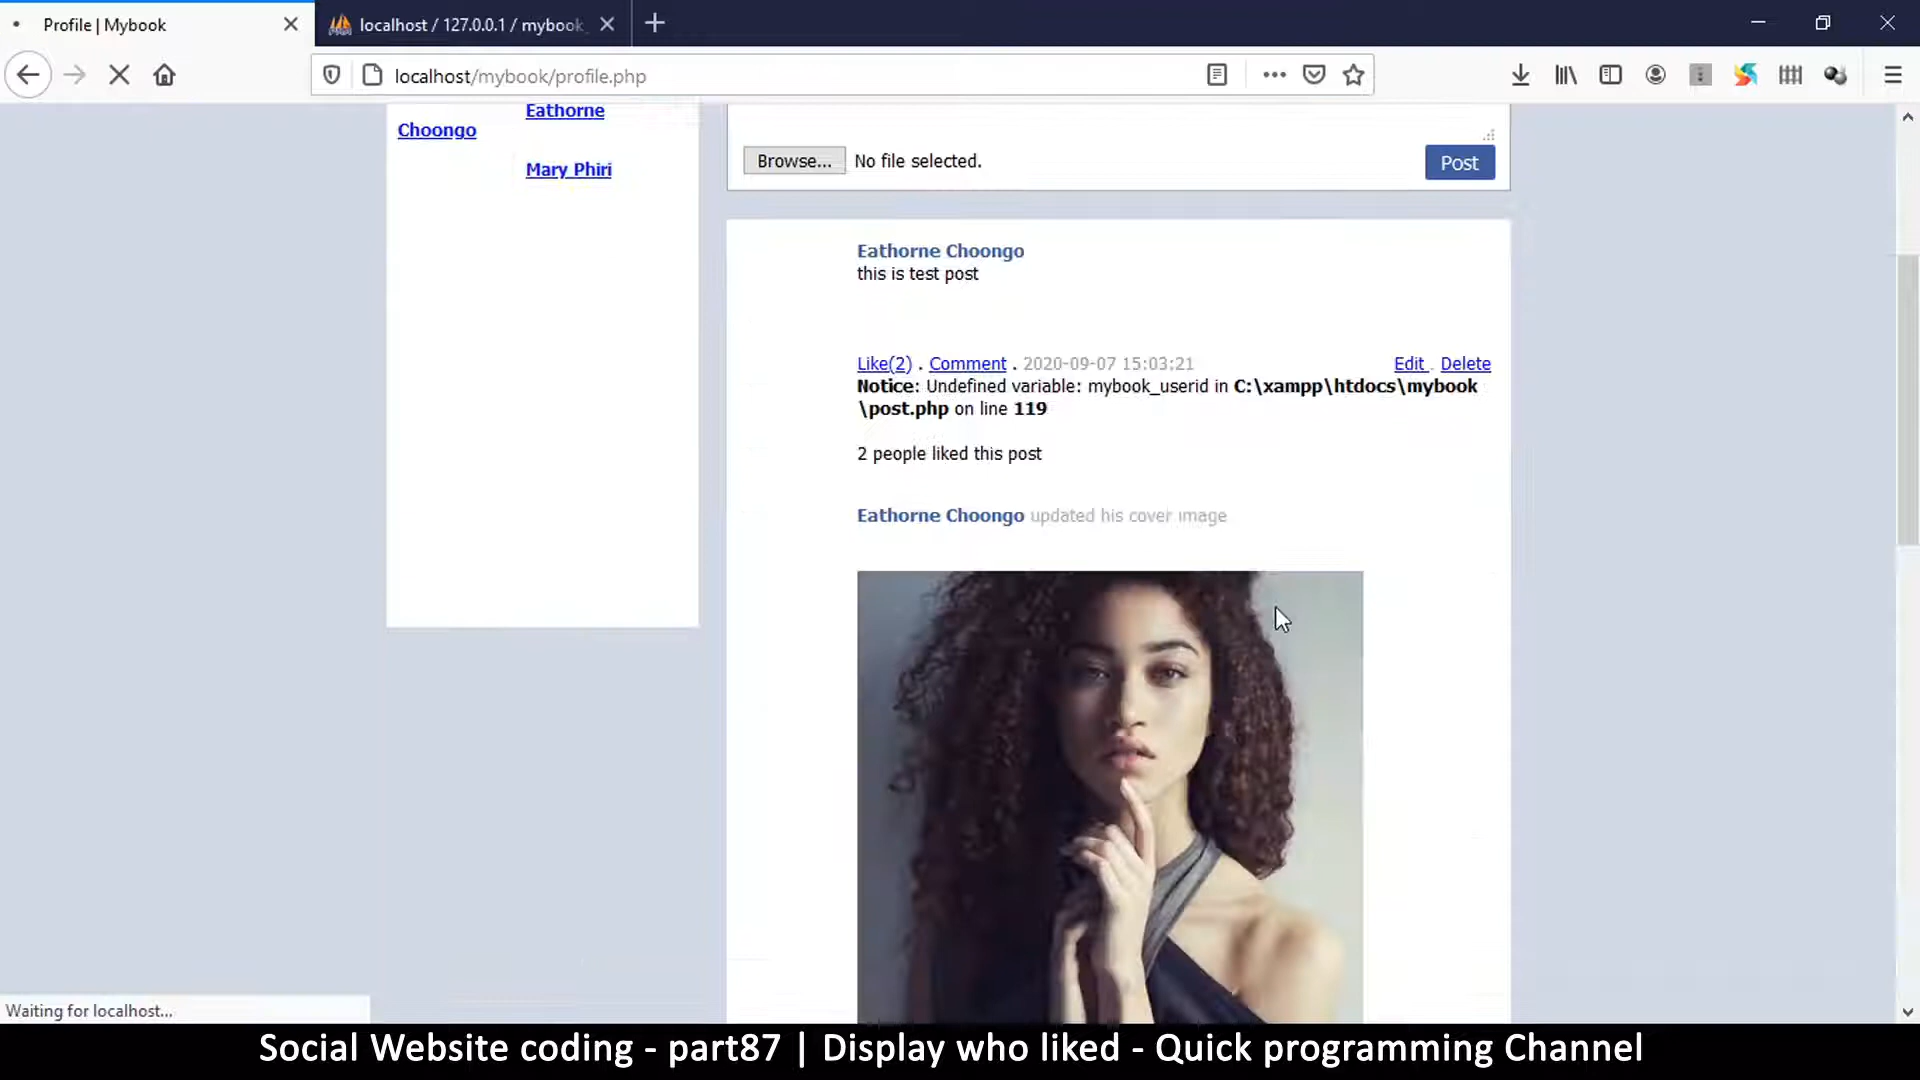 Profile | Mybook
localhost / 127.0.0.1 / mybook_
localhost/mybook/profile.php
Eathorne
Choongo
Mary Phiri
Browse... No file selected.
Post
Eathorne Choongo
this is test post
Like(2) . Comment . 2020-09-07 15:03:21
Edit . Delete
Notice: Undefined variable: mybook_userid in C:\xampp\htdocs\mybook
\post.php on line 119
2 people liked this post
Eathorne Choongo updated his cover image
Waiting for localhost...
Social Website coding - part87 | Display who liked - Quick programming Channel